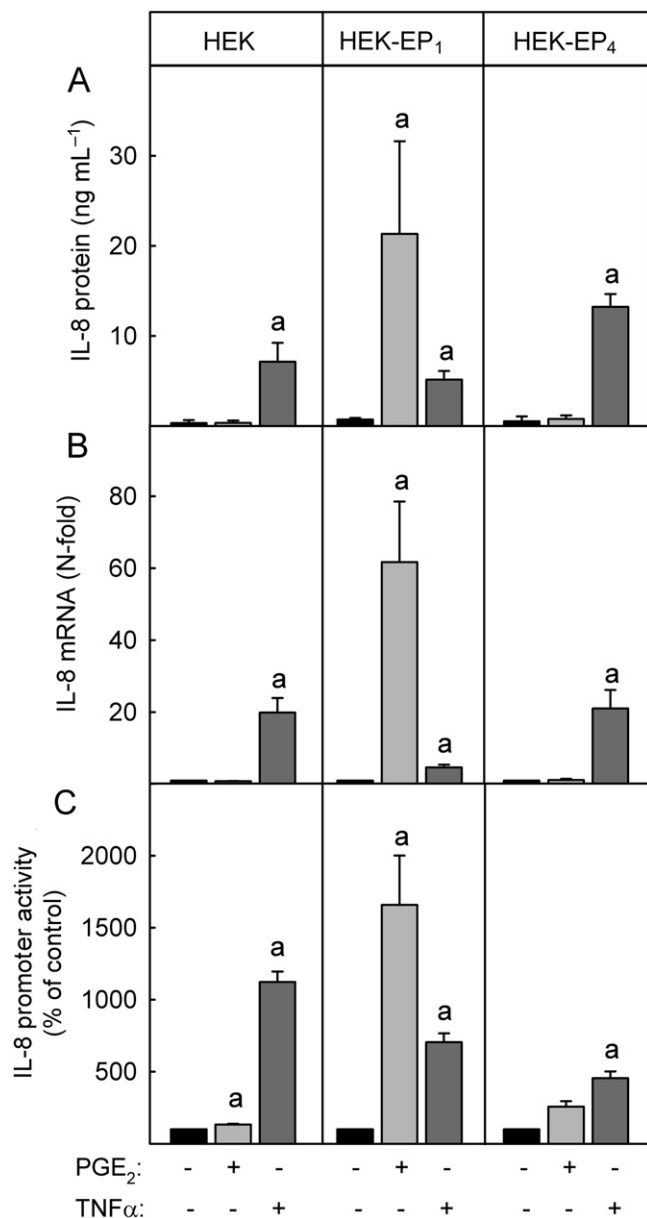 HEK HEK-EP₁ HEK-EP₄
A
IL-8 protein (ng mL⁻¹)
30
20
10
a
a
a
a
B
IL-8 mRNA (N-fold)
80
60
40
20
a
a
a
a
C
IL-8 promoter activity
(% of control)
2000
1500
1000
500
a
a
a
a
a
PGE₂: - + - - + - - + -
TNFα: - - + - - + - - +